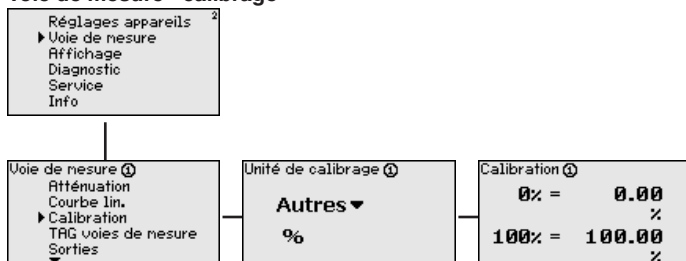 Voie de mesure - calibrage
Réglages appareils 2
Voie de mesure
Affichage
Diagnostic
Service
Info
Voie de mesure ①
Atténuation
Courbe lin.
Calibration
TAG voies de mesure
Sorties
Unité de calibrage ①
Autres
%
Calibration ①
0% = 0.00
%
100% = 100.00
%